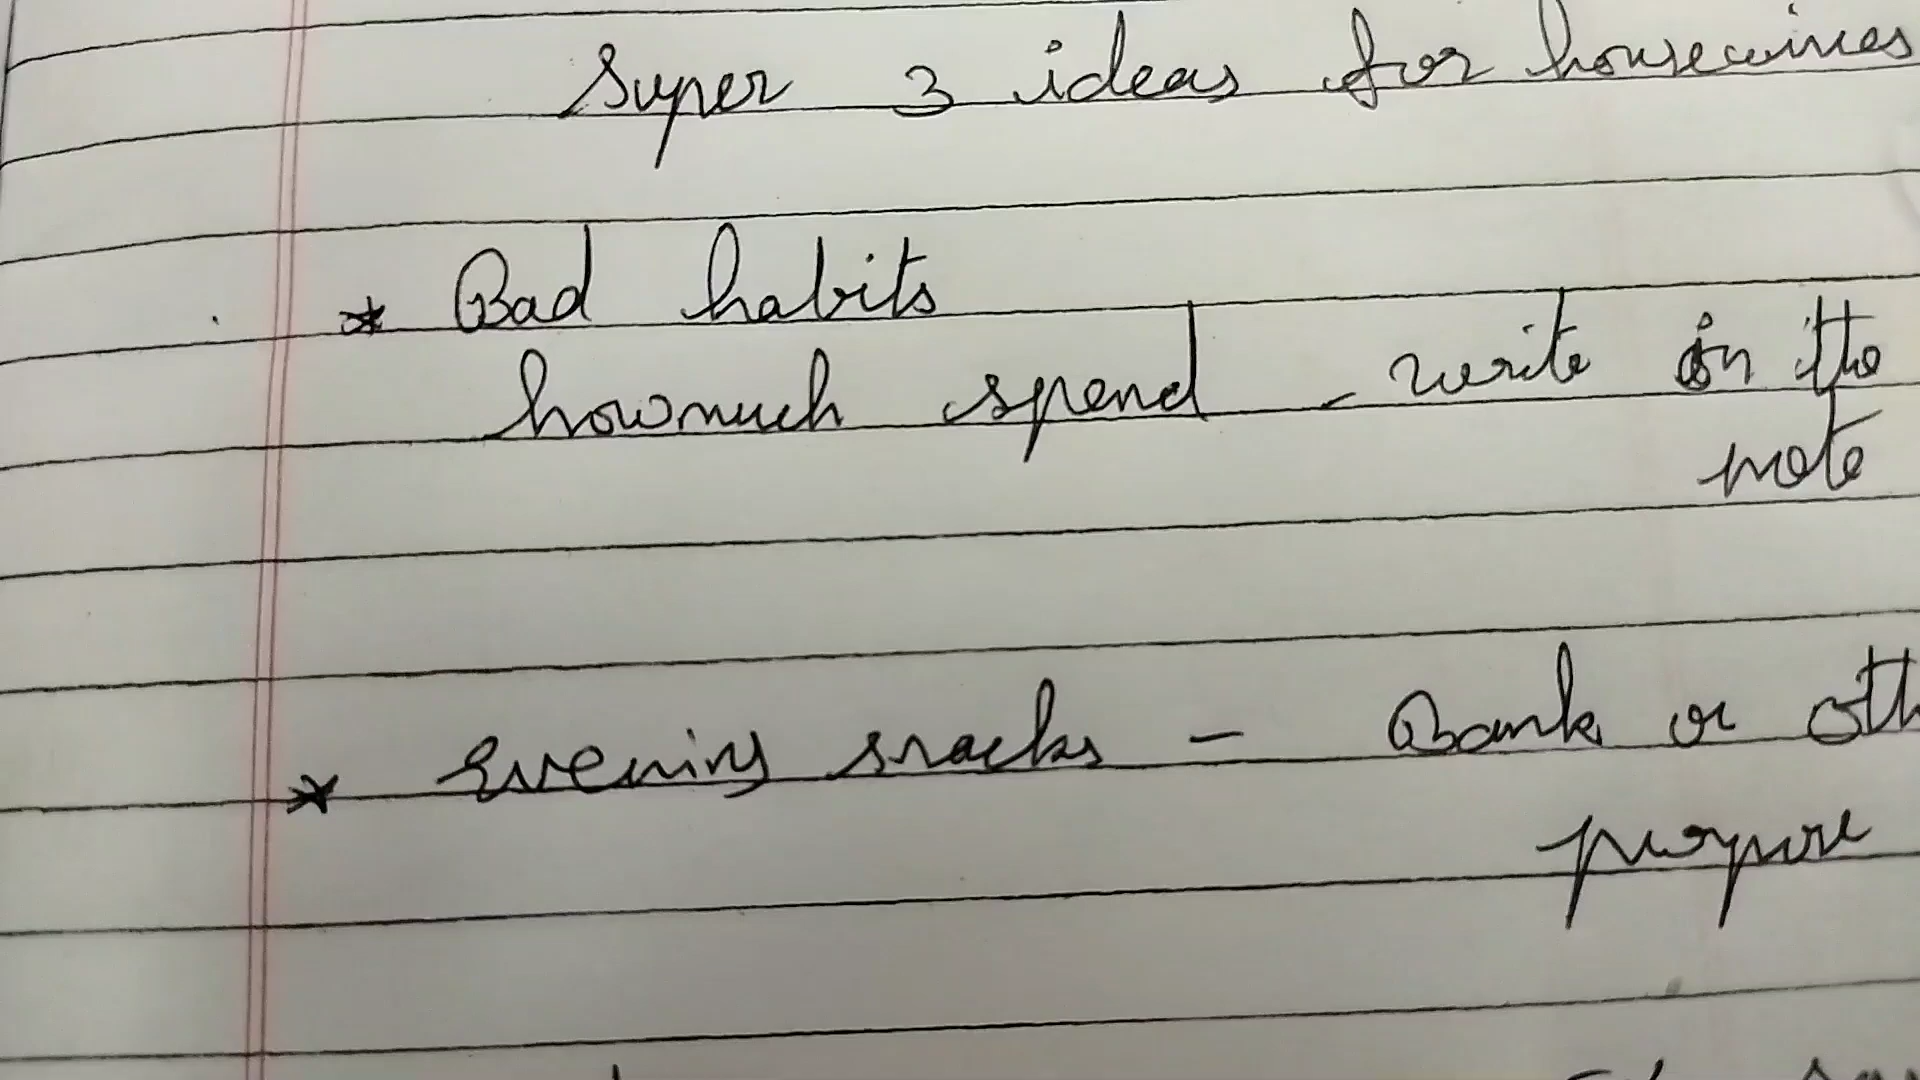 Super 3 ideas for housewives
* Bad habits
howmuch spend - write in the
note
* Evening snacks - Bank or oth
purpose